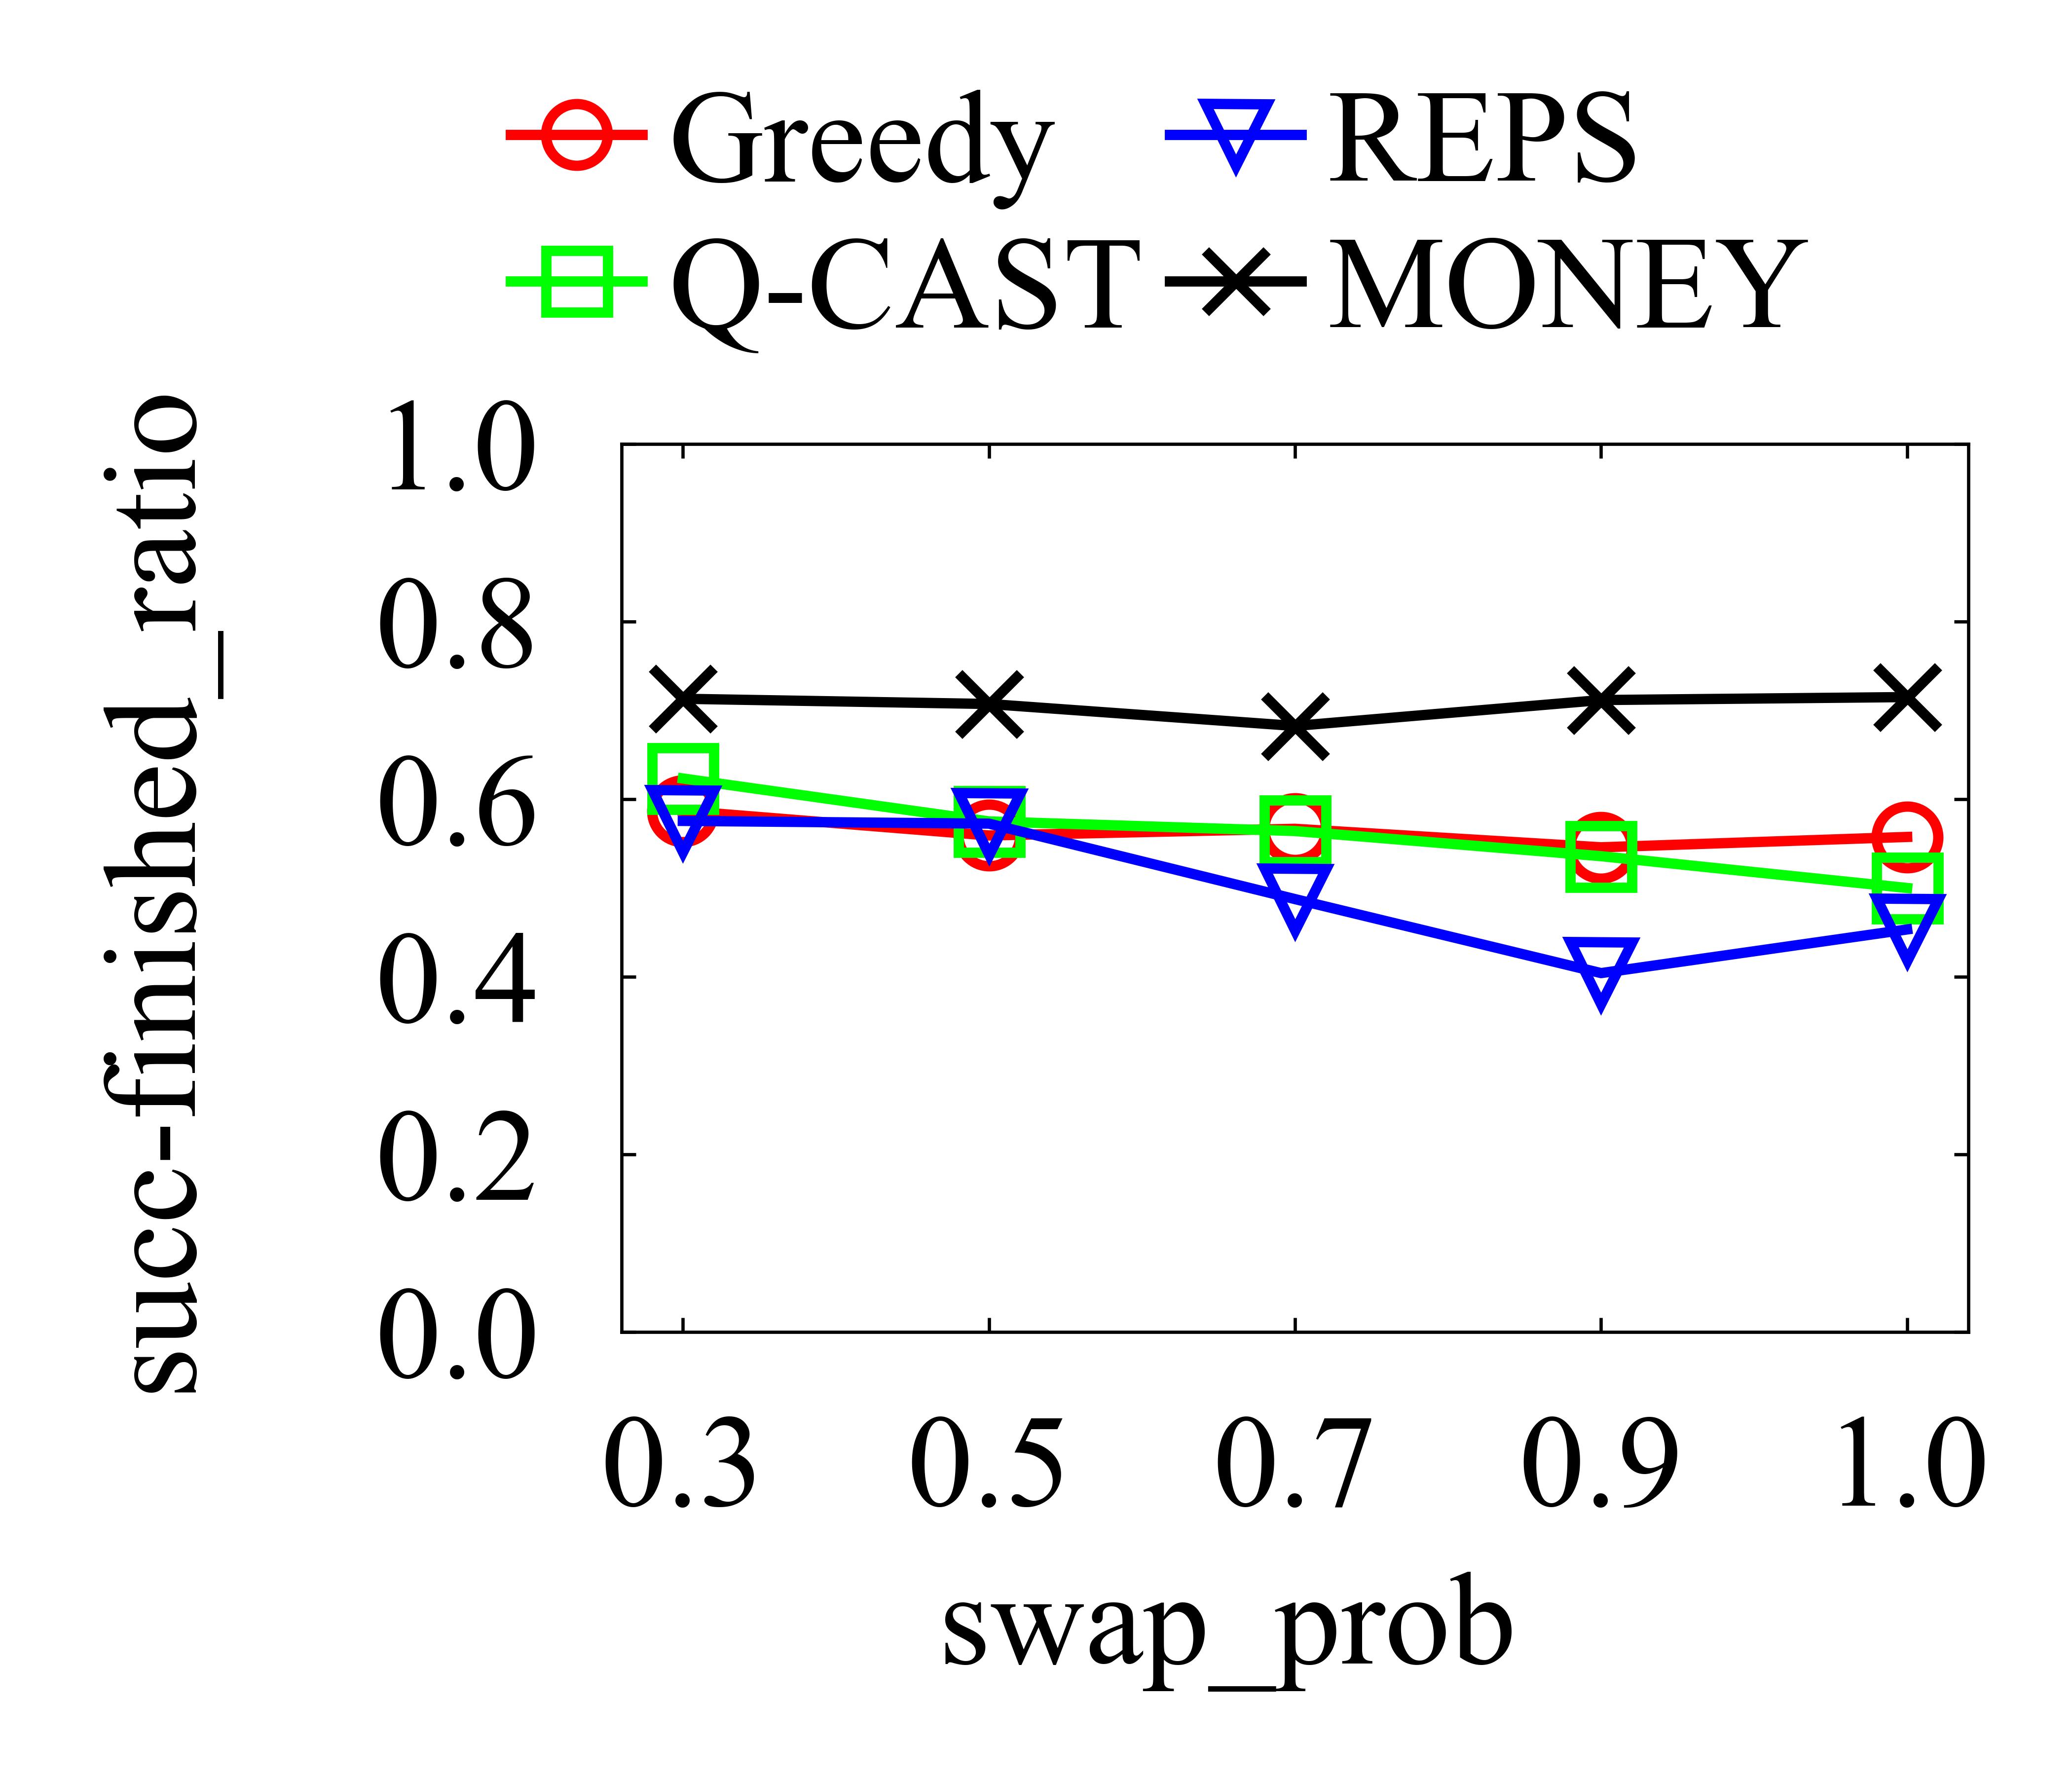 Greedy
REPS
Q-CAST
MONEY
succ-finished_ratio
1.0
0.8
0.6
0.4
0.2
0.0
0.3 0.5 0.7 0.9 1.0
swap_prob